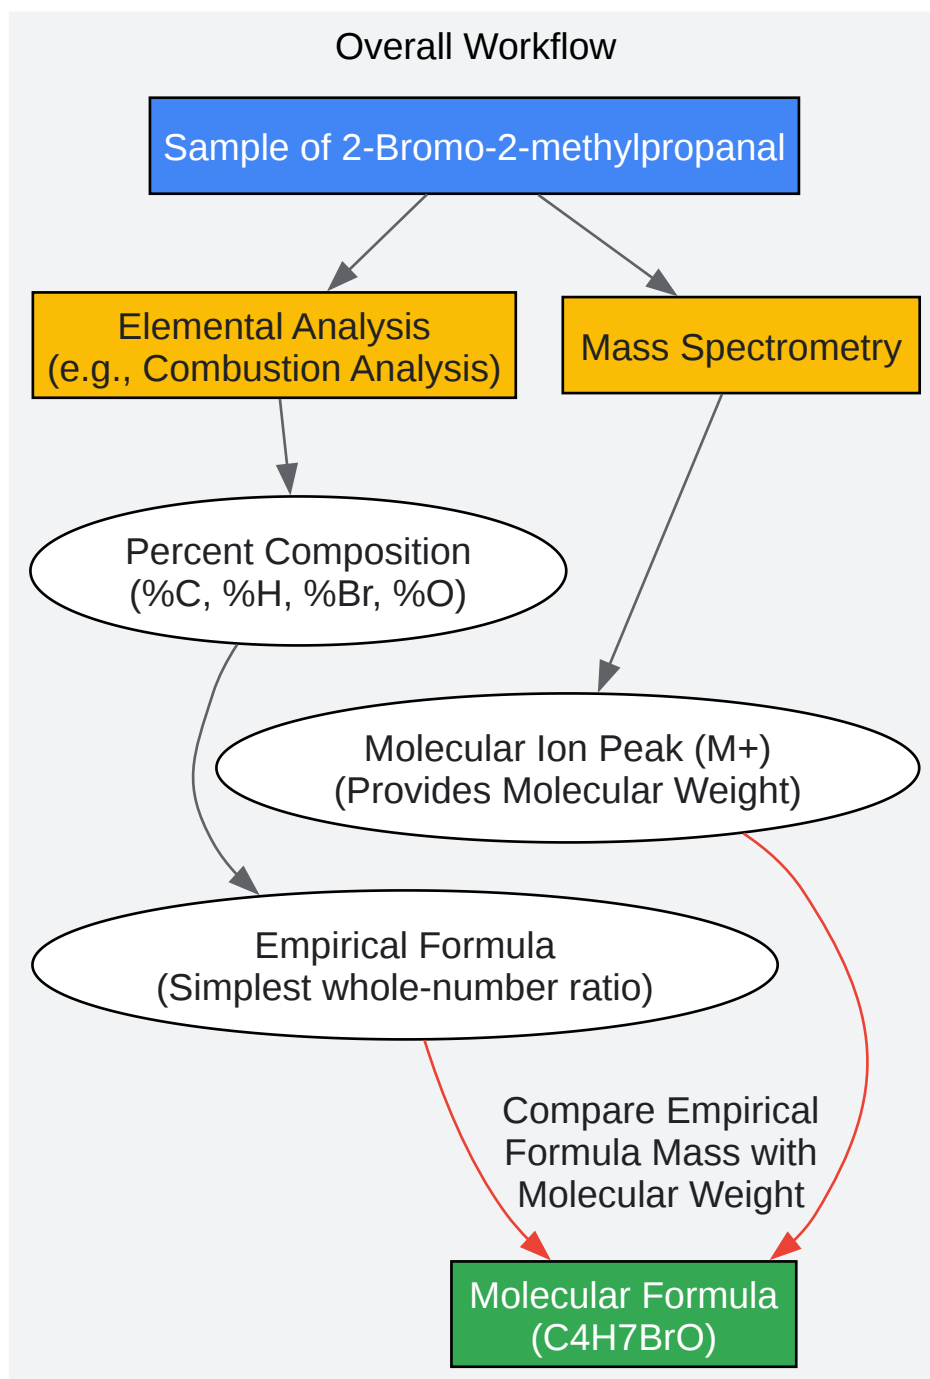 Overall Workflow
Sample of 2-Bromo-2-methylpropanal
Elemental Analysis
(e.g., Combustion Analysis)
Mass Spectrometry
Percent Composition
(%C, %H, %Br, %O)
Molecular Ion Peak (M+)
(Provides Molecular Weight)
Empirical Formula
(Simplest whole-number ratio)
Compare Empirical
Formula Mass with
Molecular Weight
Molecular Formula
(C4H7BrO)